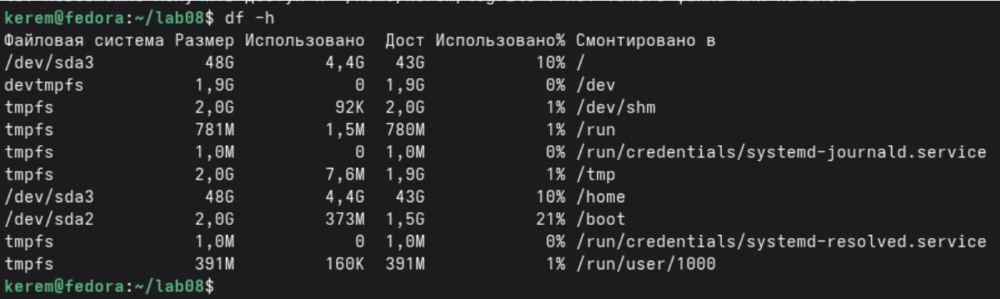 kerem@fedora:~/lab08$ df -h
Файловая система Размер Использовано Дост Использовано% Смонтировано в
/dev/sda3 48G 4,4G 43G 10% /
devtmpfs 1,9G 0 1,9G 0% /dev
tmpfs 2,0G 92K 2,0G 1% /dev/shm
tmpfs 781M 1,5M 780M 1% /run
tmpfs 1,0M 0 1,0M 0% /run/credentials/systemd-journald.service
tmpfs 2,0G 7,6M 1,9G 1% /tmp
/dev/sda3 48G 4,4G 43G 10% /home
/dev/sda2 2,0G 373M 1,5G 21% /boot
tmpfs 1,0M 0 1,0M 0% /run/credentials/systemd-resolved.service
tmpfs 391M 160K 391M 1% /run/user/1000
kerem@fedora:~/lab08$